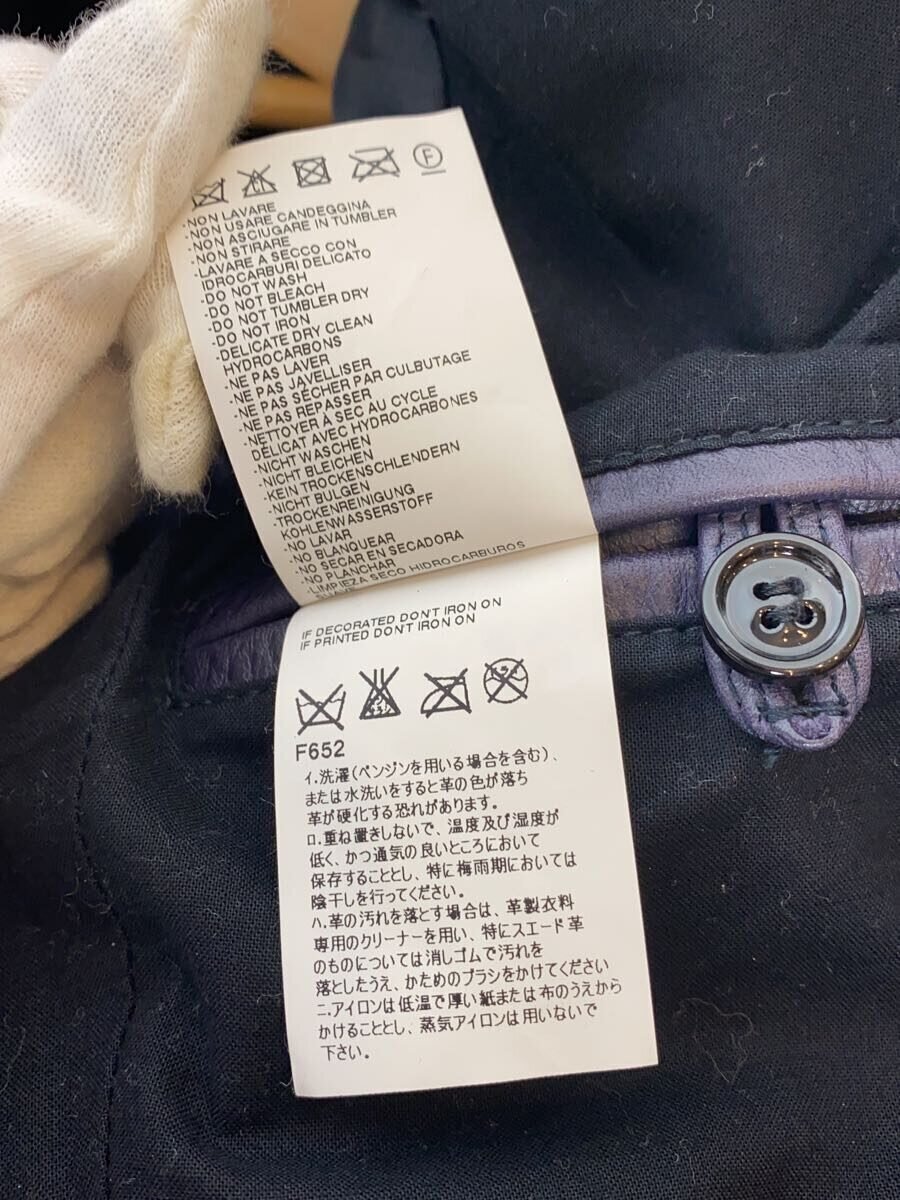 F
-NON LAVARE
-NON USARE CANDEGGINA
-NON ASCIUGARE IN TUMBLER
-NON STIRARE
-LAVARE A SECCO CON
IDROCARBURI DELICATO
-DO NOT WASH
-DO NOT BLEACH
-DO NOT TUMBLER DRY
-DO NOT IRON
-DELICATE DRY CLEAN
HYDROCARBONS
-NE PAS LAVER
-NE PAS JAVELLISER
-NE PAS SÉCHER PAR CULBUTAGE
-NE PAS REPASSER
-NETTOYER À SEC AU CYCLE
DÉLICAT AVEC HYDROCARBONES
-NICHT WASCHEN
-NICHT BLEICHEN
-KEIN TROCKENSCHLENDERN
-NICHT BULGEN
-TROCKENREINIGUNG
KOHLENWASSERSTOFF
-NO LAVAR
-NO BLANQUEAR
-NO SECAR EN SECADORA
-NO PLANCHAR
-LIMPIEZA SECO HIDROCARBUROS
SUAVE
IF DECORATED DON'T IRON ON
IF PRINTED DON'T IRON ON
F652
イ.洗濯(ベンジンを用いる場合を含む)、
または水洗いをすると革の色が落ち
革が硬化する恐れがあります。
ロ.重ね置きしないで、温度及び湿度が
低く、かつ通気の良いところにおいて
保存することとし、特に梅雨期においては
陰干しを行ってください。
ハ.革の汚れを落とす場合は、革製衣料
専用のクリーナーを用い、特にスエード革
のものについては消しゴムで汚れを
落としたうえ、かためのブラシをかけてください
ニ.アイロンは低温で厚い紙または布のうえから
かけることとし、蒸気アイロンは用いないで
下さい。